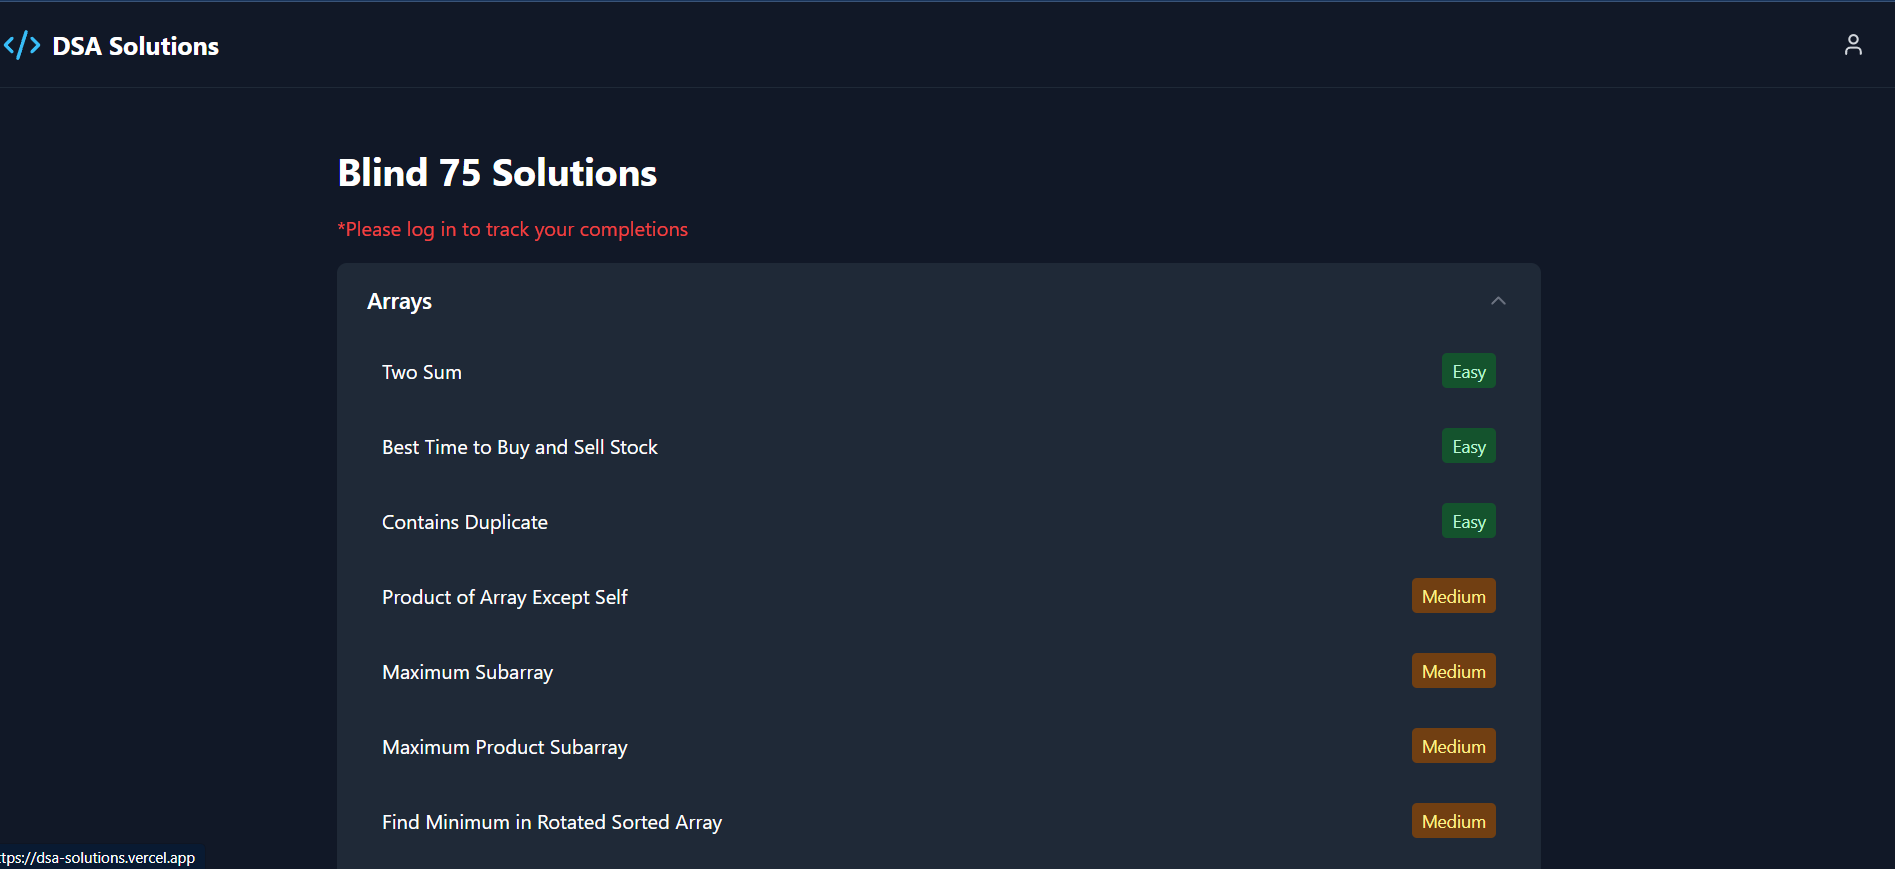 DSA Solutions
Blind 75 Solutions
*Please log in to track your completions
Arrays
Two Sum Easy
Best Time to Buy and Sell Stock Easy
Contains Duplicate Easy
Product of Array Except Self Medium
Maximum Subarray Medium
Maximum Product Subarray Medium
Find Minimum in Rotated Sorted Array Medium
tps://dsa-solutions.vercel.app